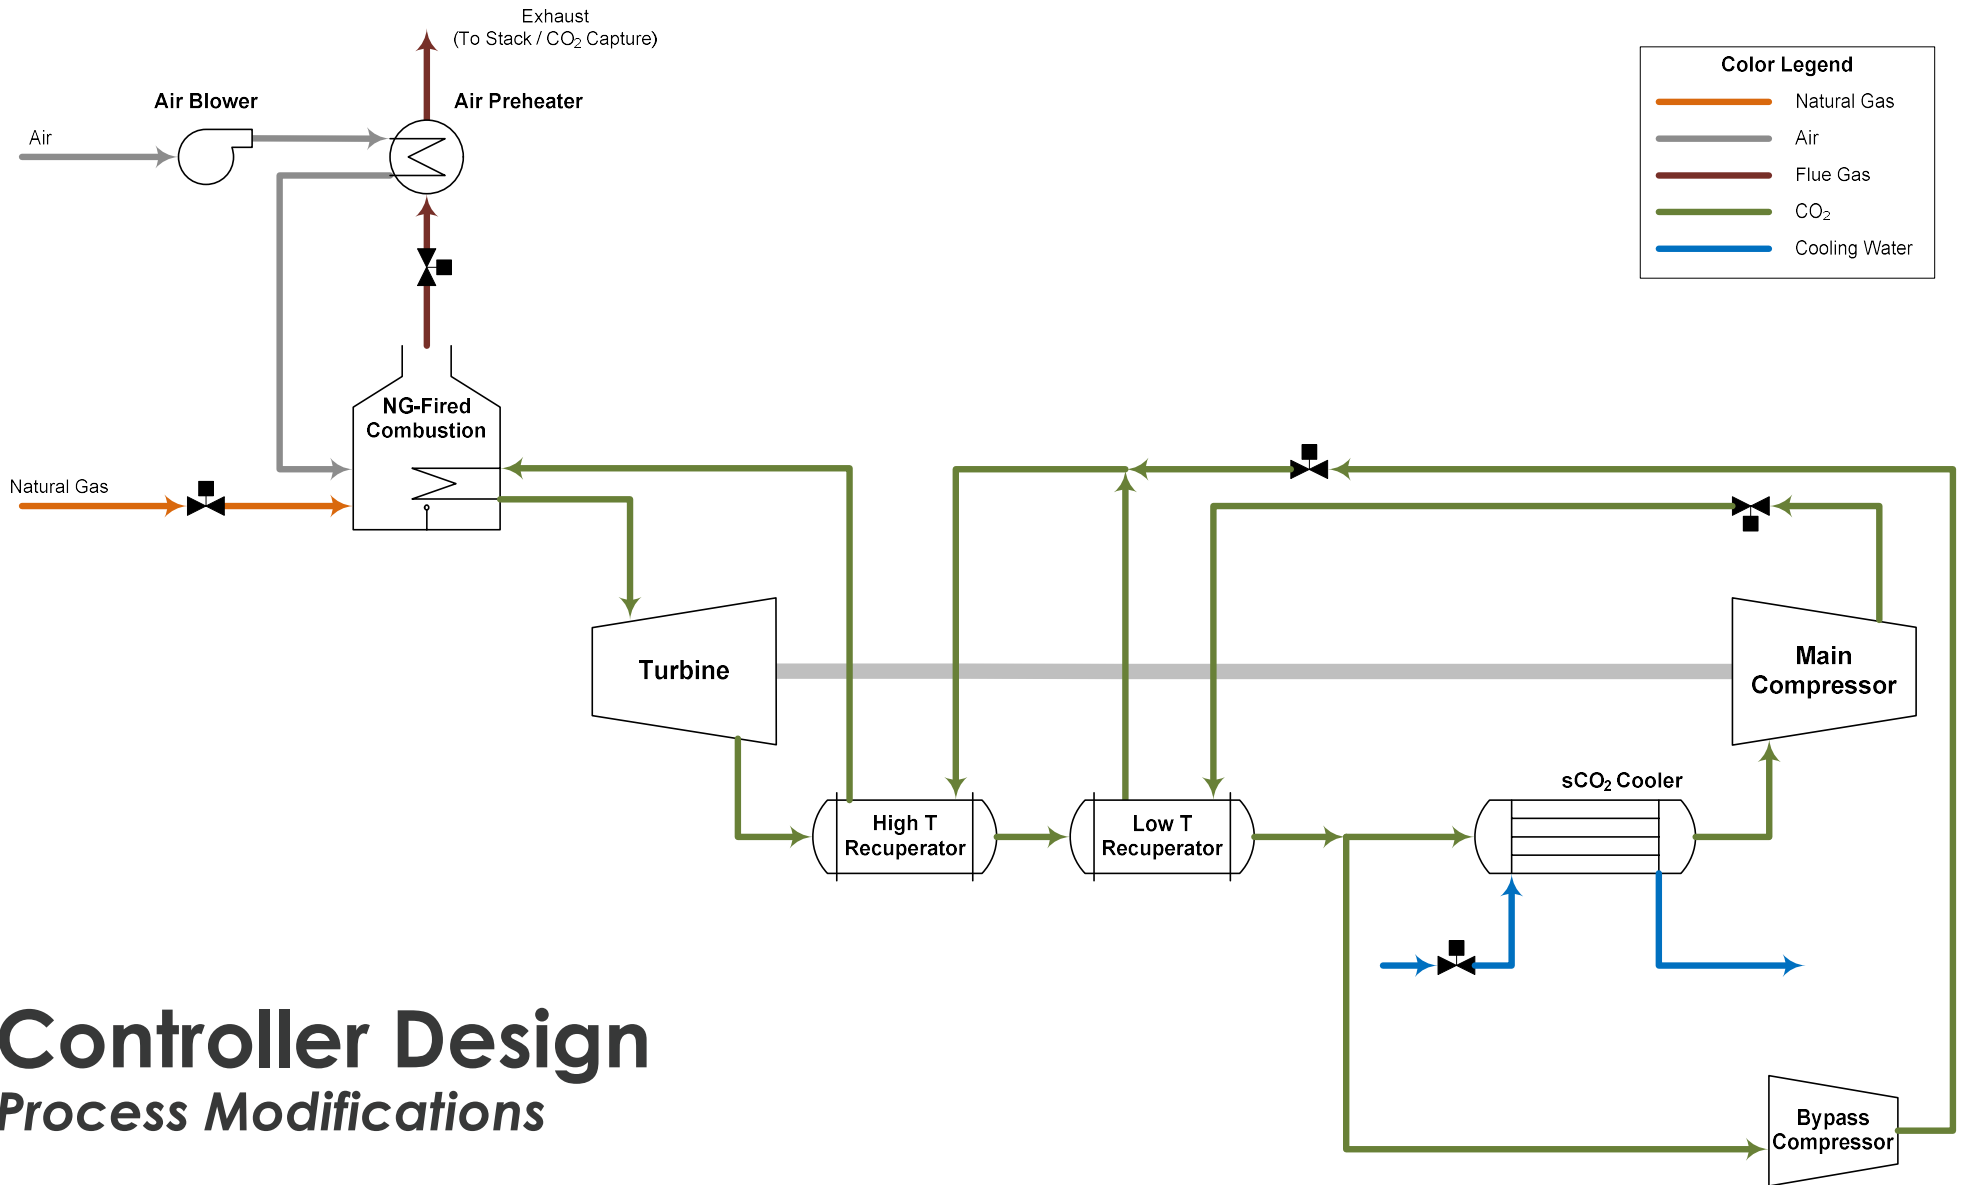 Exhaust
(To Stack / CO₂ Capture)
Air Blower
Air Preheater
Air
Color Legend
Natural Gas
Air
Flue Gas
CO₂
Cooling Water
NG-Fired
Combustion
Natural Gas
Turbine
Main
Compressor
sCO₂ Cooler
High T
Recuperator
Low T
Recuperator
Controller Design
Process Modifications
Bypass
Compressor